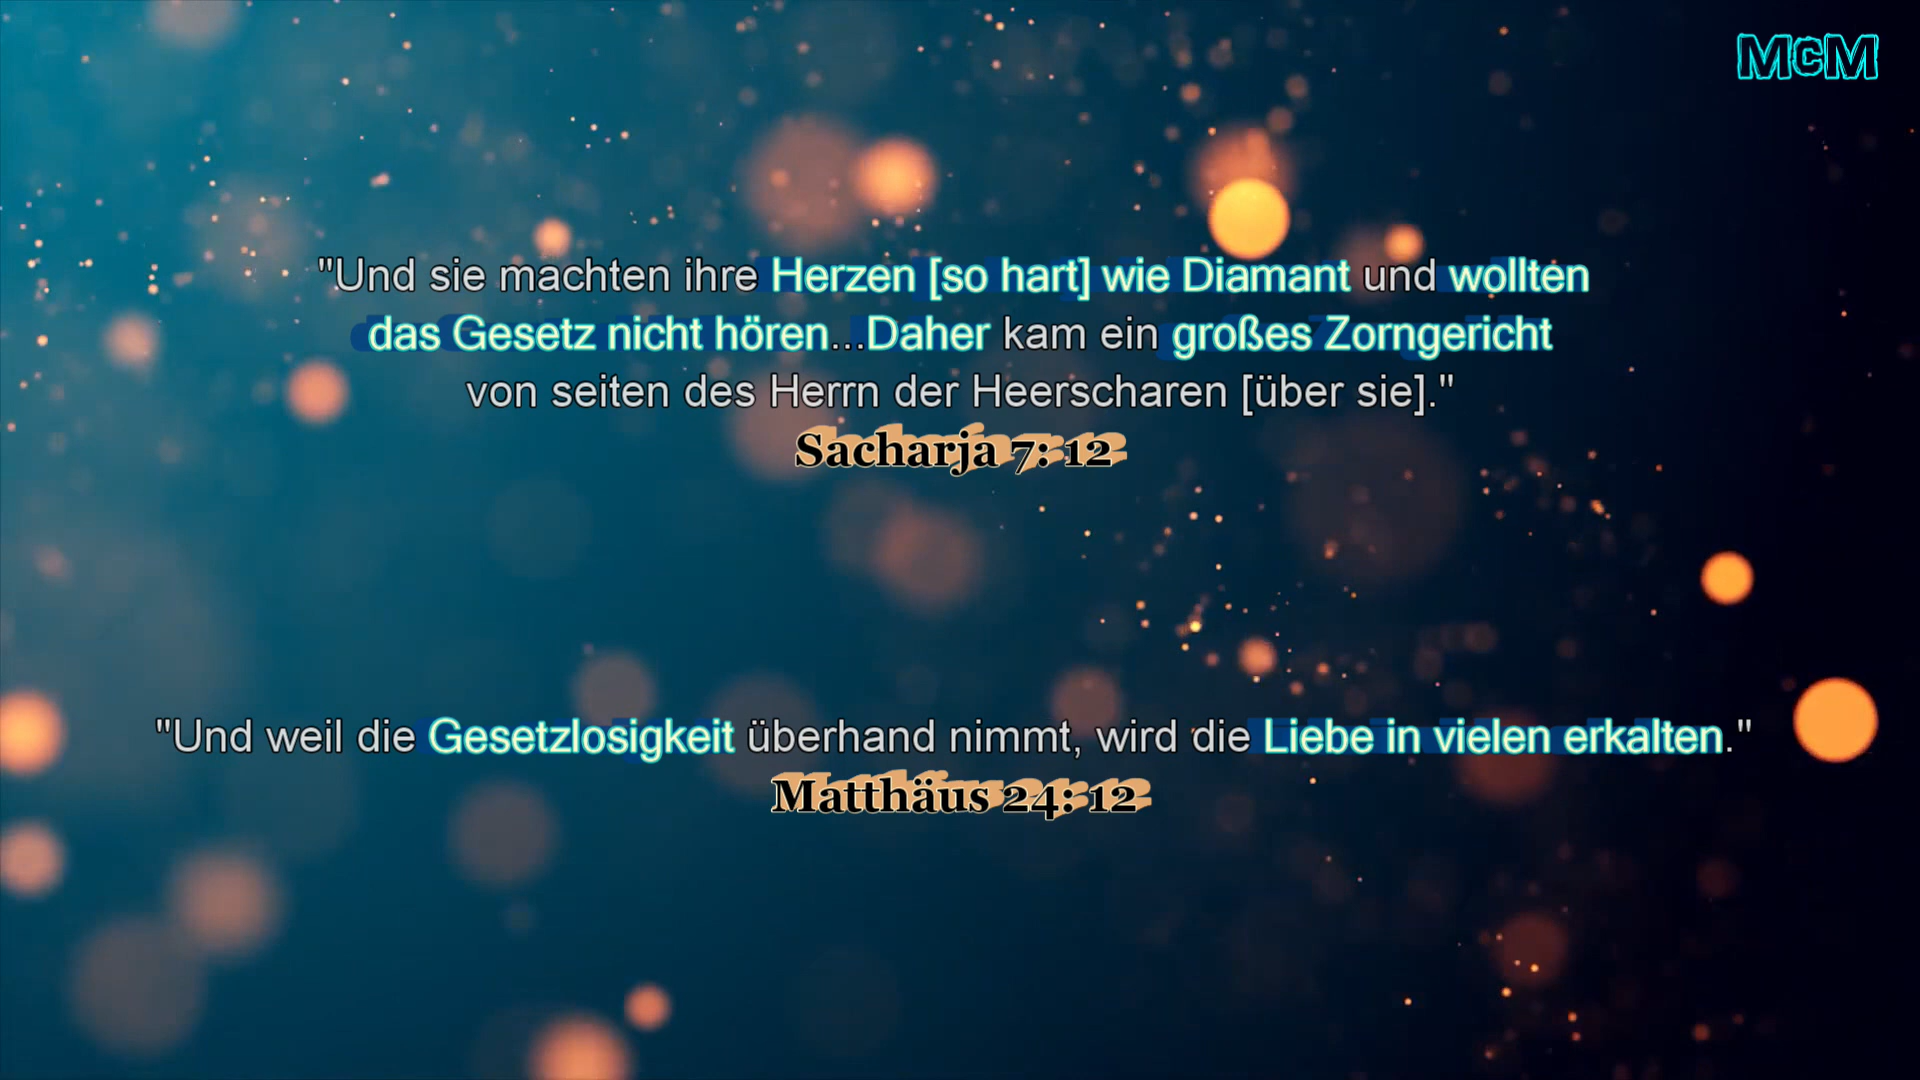 McM
"Und sie machten ihre Herzen [so hart] wie Diamant und wollten
das Gesetz nicht hören...Daher kam ein großes Zorngericht
von seiten des Herrn der Heerscharen [über sie]."
Sacharja 7: 12
"Und weil die Gesetzlosigkeit überhand nimmt, wird die Liebe in vielen erkalten."
Matthäus 24: 12